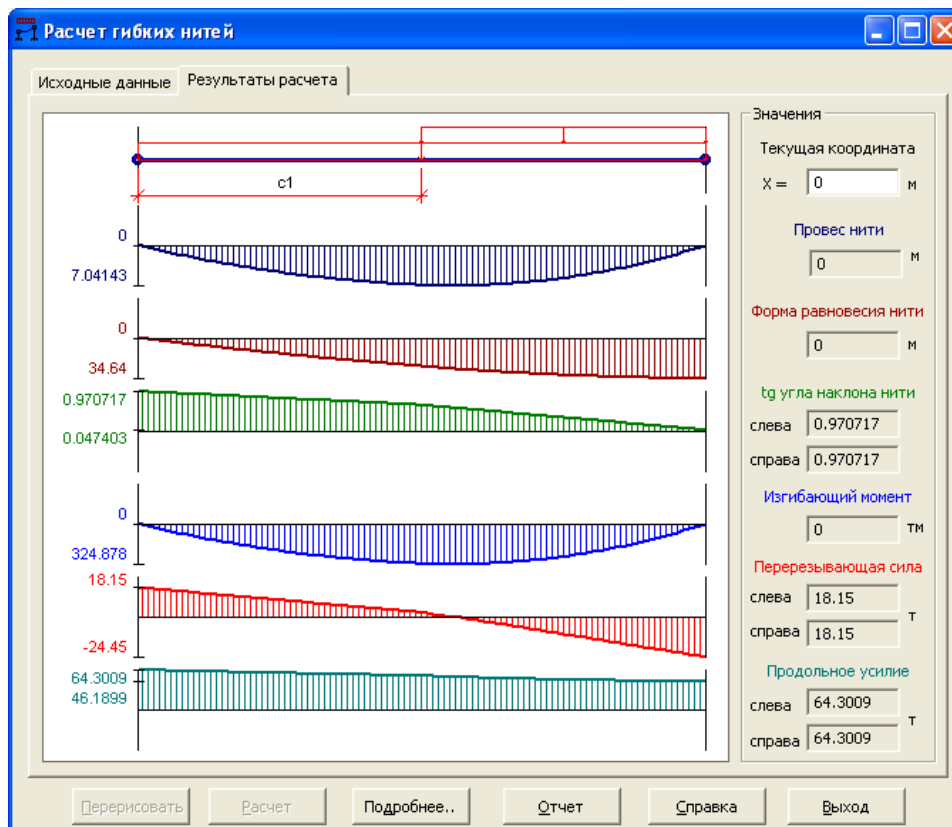 Расчет гибких нитей
Исходные данные
Результаты расчета
c1
0
7.04143
0
34.64
0.970717
0.047403
0
324.878
18.15
-24.45
64.3009
46.1899
Значения
Текущая координата
X = 0 м
Провес нити
0 м
Форма равновесия нити
0 м
tg угла наклона нити
слева 0.970717
справа 0.970717
Изгибающий момент
0 тм
Перерезывающая сила
слева 18.15
т
справа 18.15
Продольное усилие
слева 64.3009
т
справа 64.3009
Перерисовать
Расчет
Подробнее..
Отчет
Справка
Выход